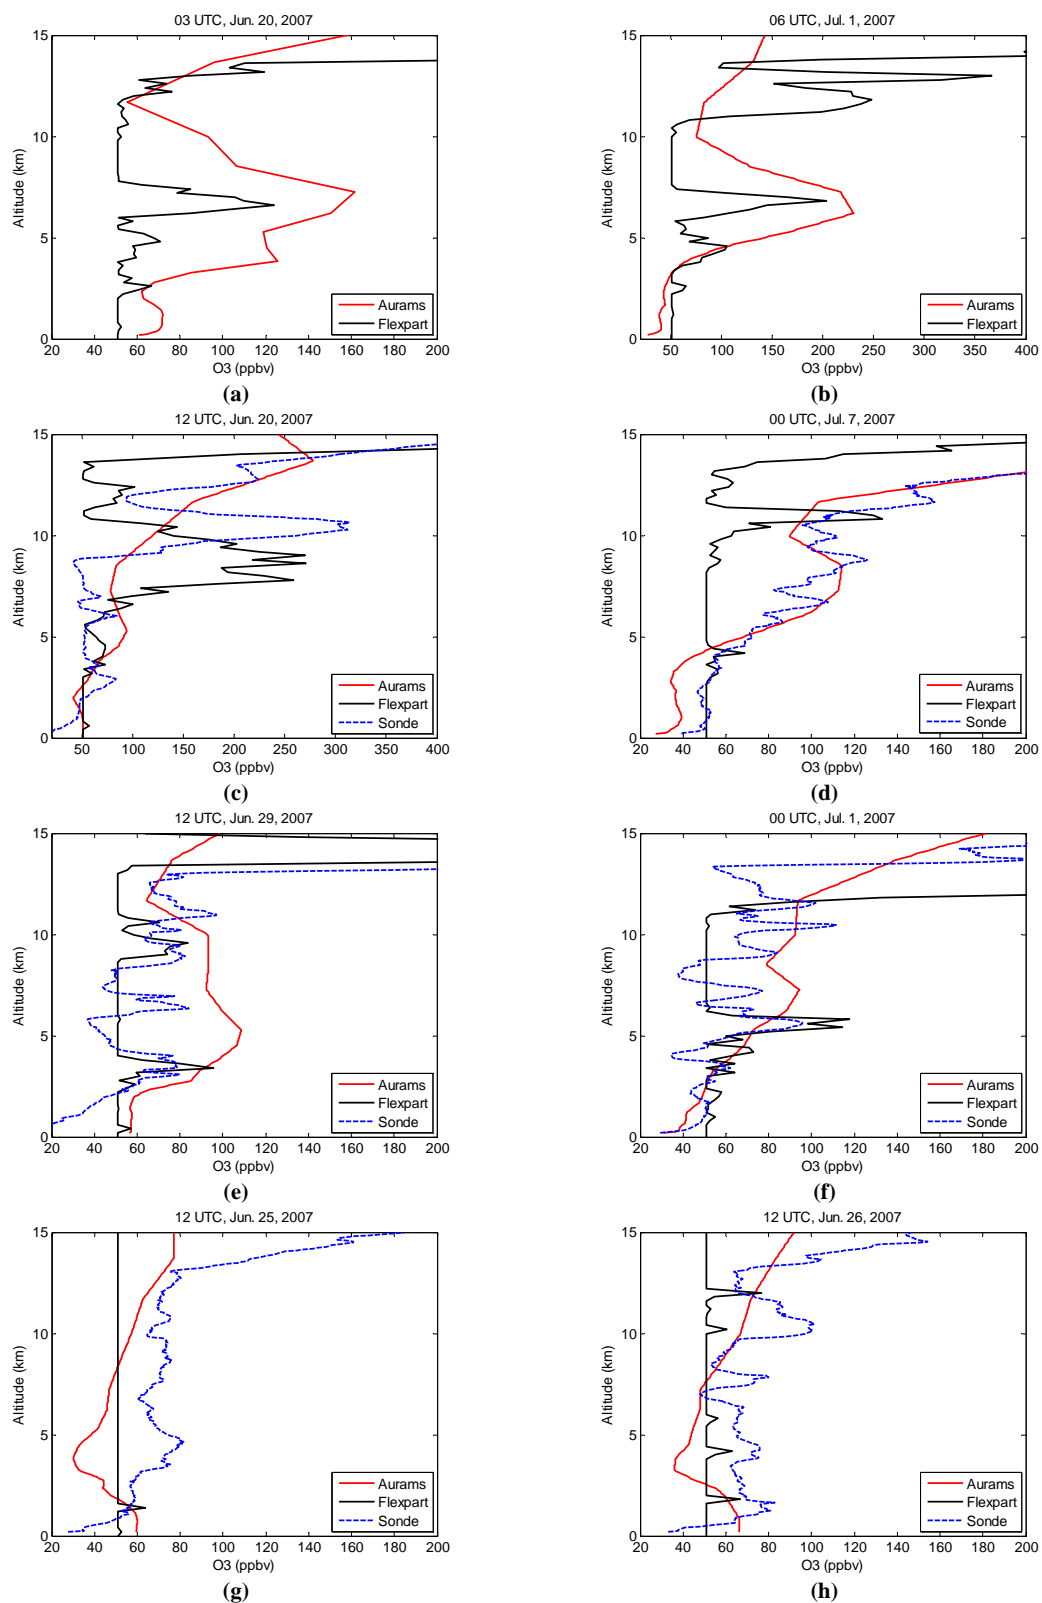 03 UTC, Jun. 20, 2007
15
10
5
0
Altitude (km)
20 40 60 80 100 120 140 160 180 200
O3 (ppbv)
Aurams
Flexpart
(a)
06 UTC, Jul. 1, 2007
15
10
5
0
Altitude (km)
50 100 150 200 250 300 350 400
O3 (ppbv)
Aurams
Flexpart
(b)
12 UTC, Jun. 20, 2007
15
10
5
0
Altitude (km)
50 100 150 200 250 300 350 400
O3 (ppbv)
Aurams
Flexpart
Sonde
(c)
00 UTC, Jul. 7, 2007
15
10
5
0
Altitude (km)
20 40 60 80 100 120 140 160 180 200
O3 (ppbv)
Aurams
Flexpart
Sonde
(d)
12 UTC, Jun. 29, 2007
15
10
5
0
Altitude (km)
20 40 60 80 100 120 140 160 180 200
O3 (ppbv)
Aurams
Flexpart
Sonde
(e)
00 UTC, Jul. 1, 2007
15
10
5
0
Altitude (km)
20 40 60 80 100 120 140 160 180 200
O3 (ppbv)
Aurams
Flexpart
Sonde
(f)
12 UTC, Jun. 25, 2007
15
10
5
0
Altitude (km)
20 40 60 80 100 120 140 160 180 200
O3 (ppbv)
Aurams
Flexpart
Sonde
(g)
12 UTC, Jun. 26, 2007
15
10
5
0
Altitude (km)
20 40 60 80 100 120 140 160 180 200
O3 (ppbv)
Aurams
Flexpart
Sonde
(h)